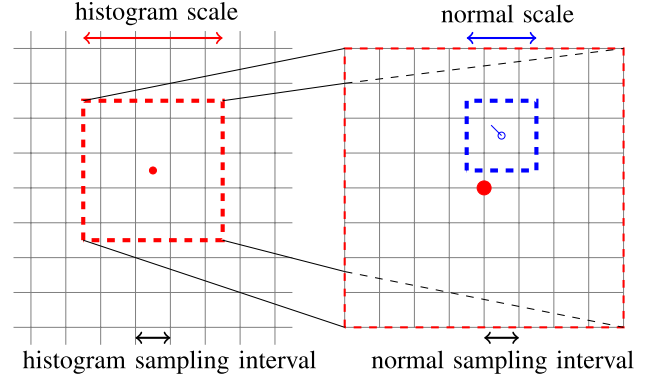 histogram scale
normal scale
histogram sampling interval
normal sampling interval